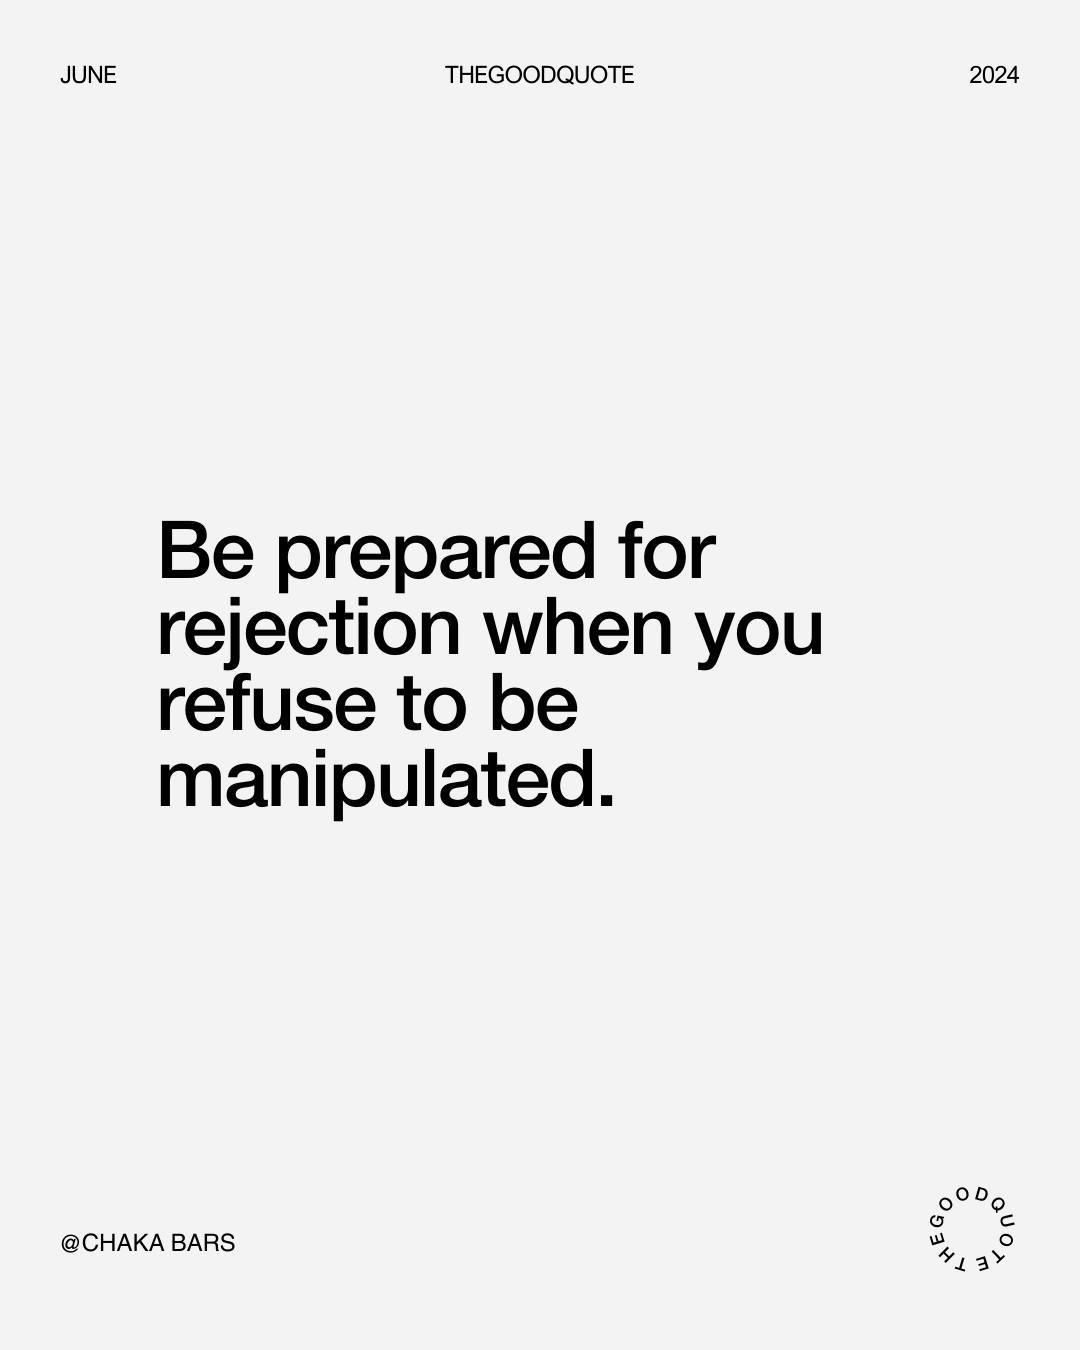 JUNE THEGOODQUOTE 2024
Be prepared for
rejection when you
refuse to be
manipulated.
@CHAKA BARS
THEGOODQUOTE